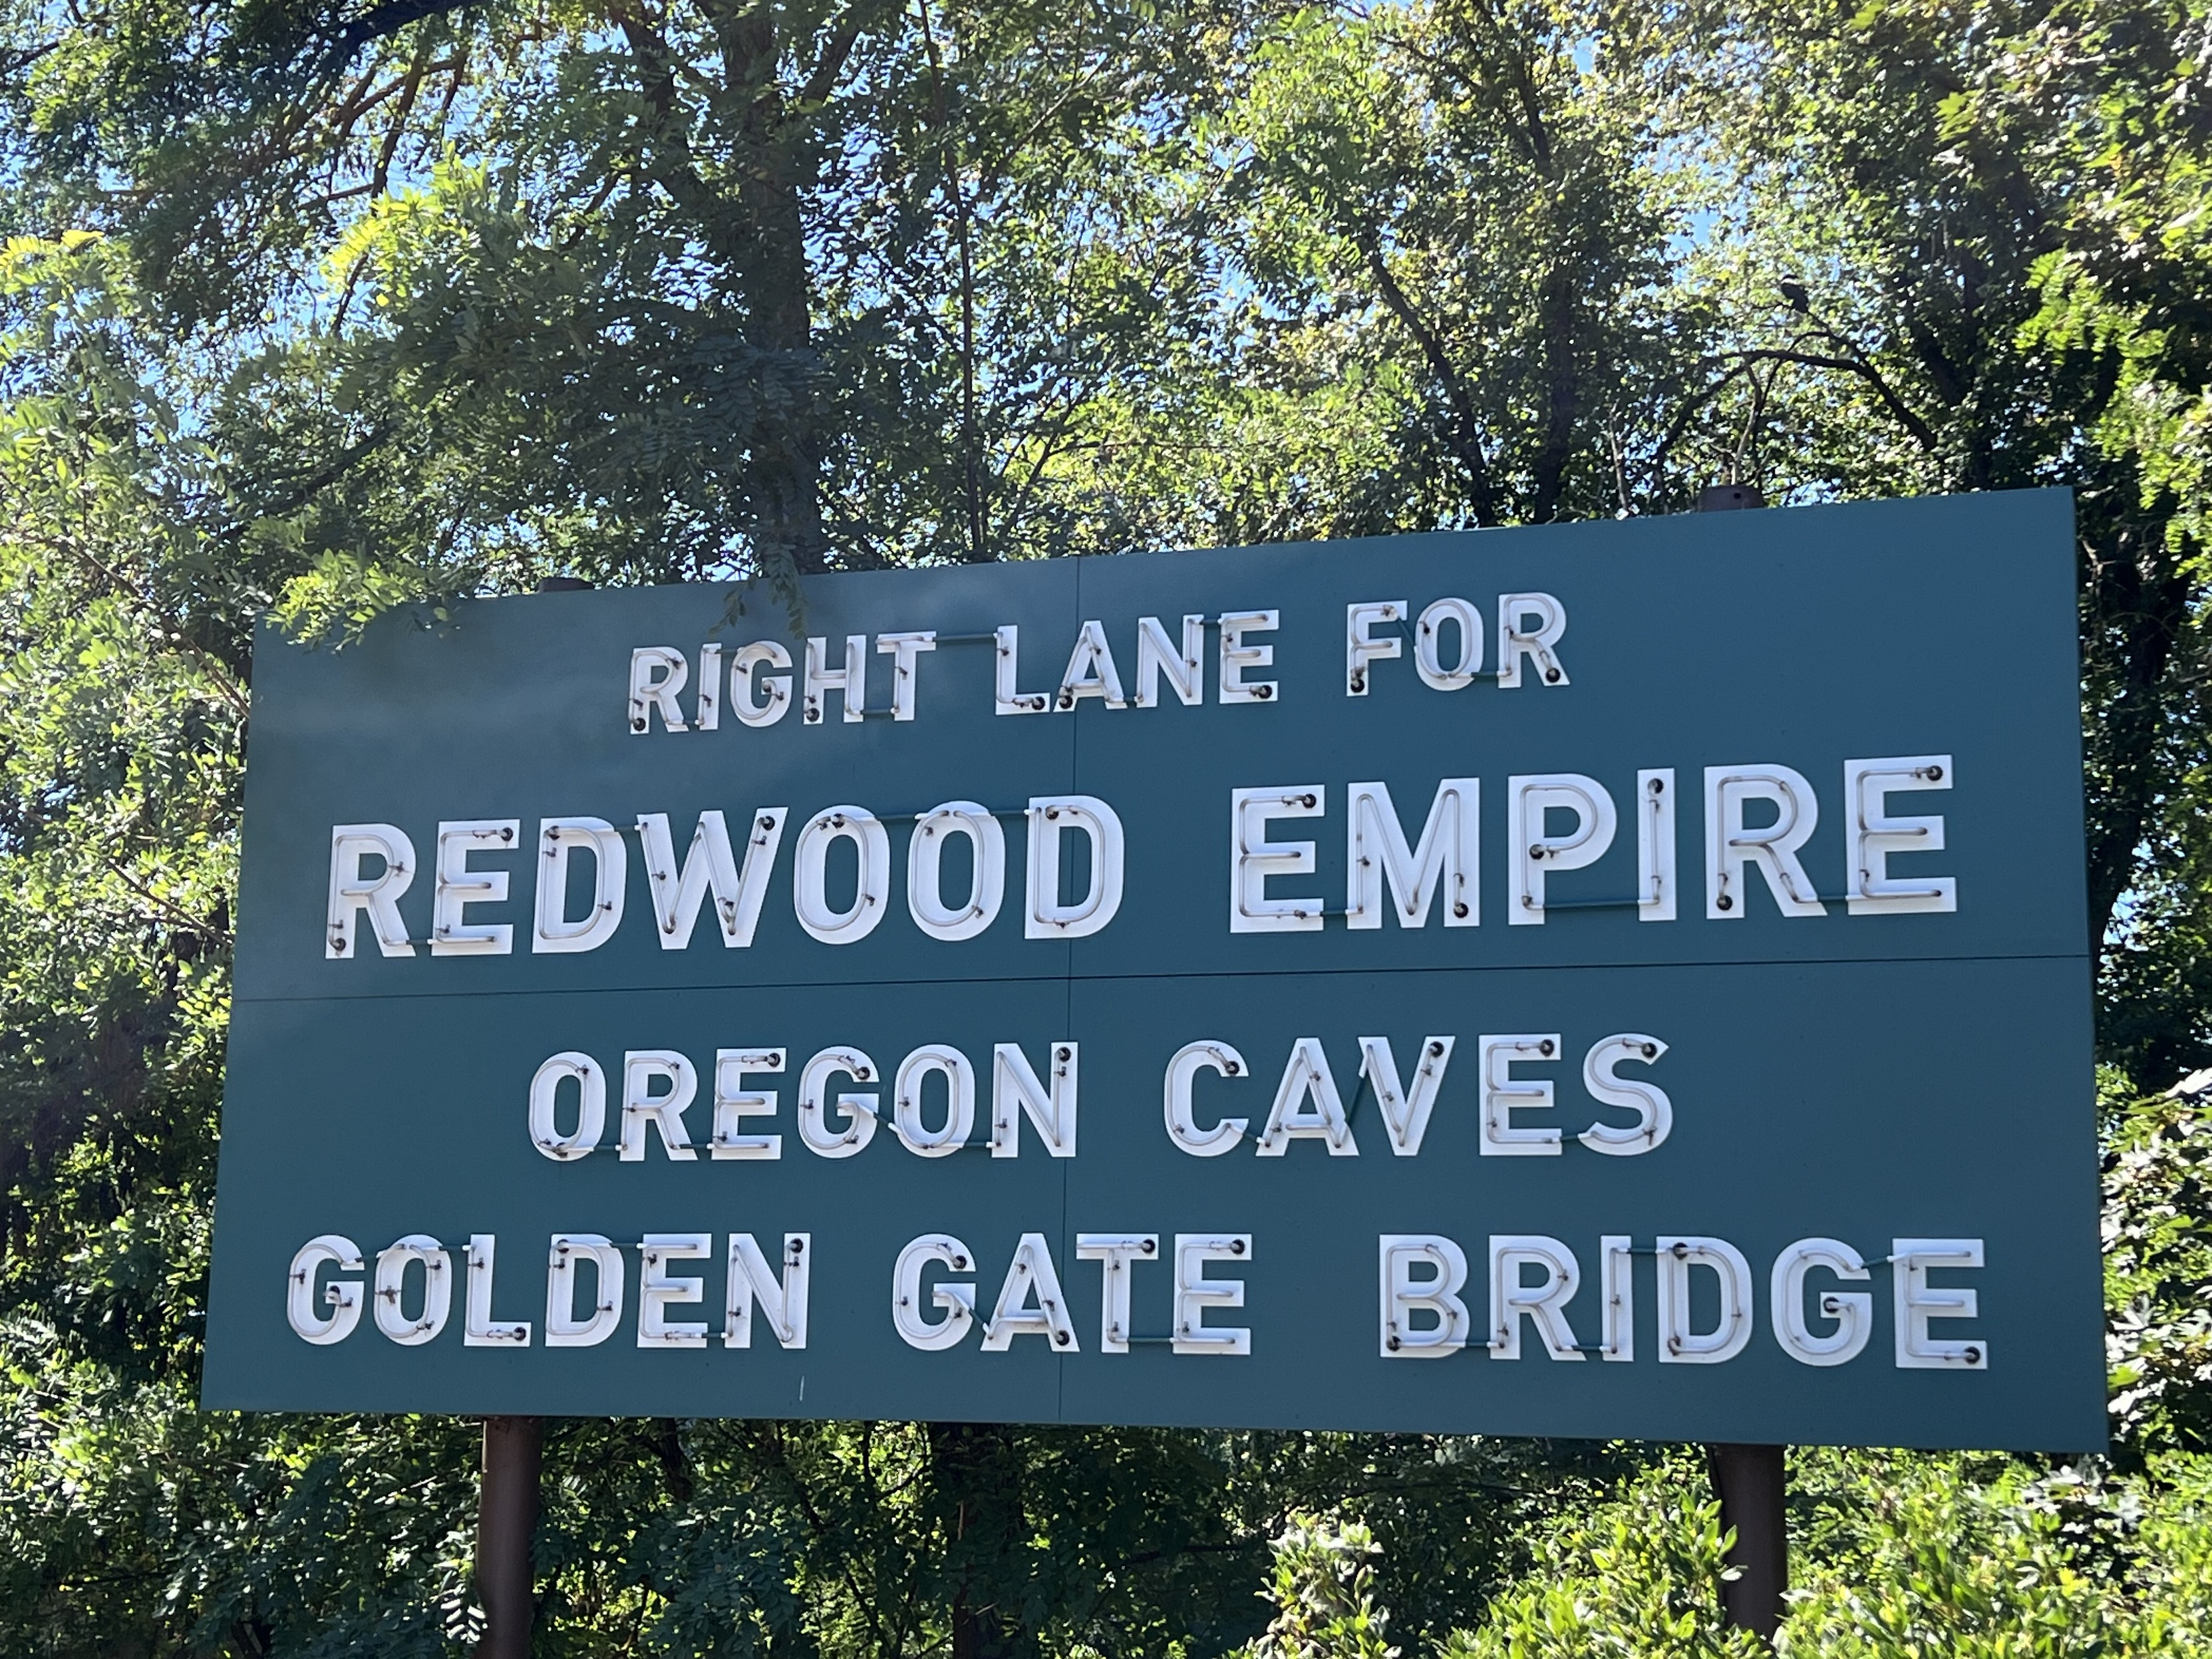 RIGHT LANE FOR
REDWOOD EMPIRE
OREGON CAVES
GOLDEN GATE BRIDGE